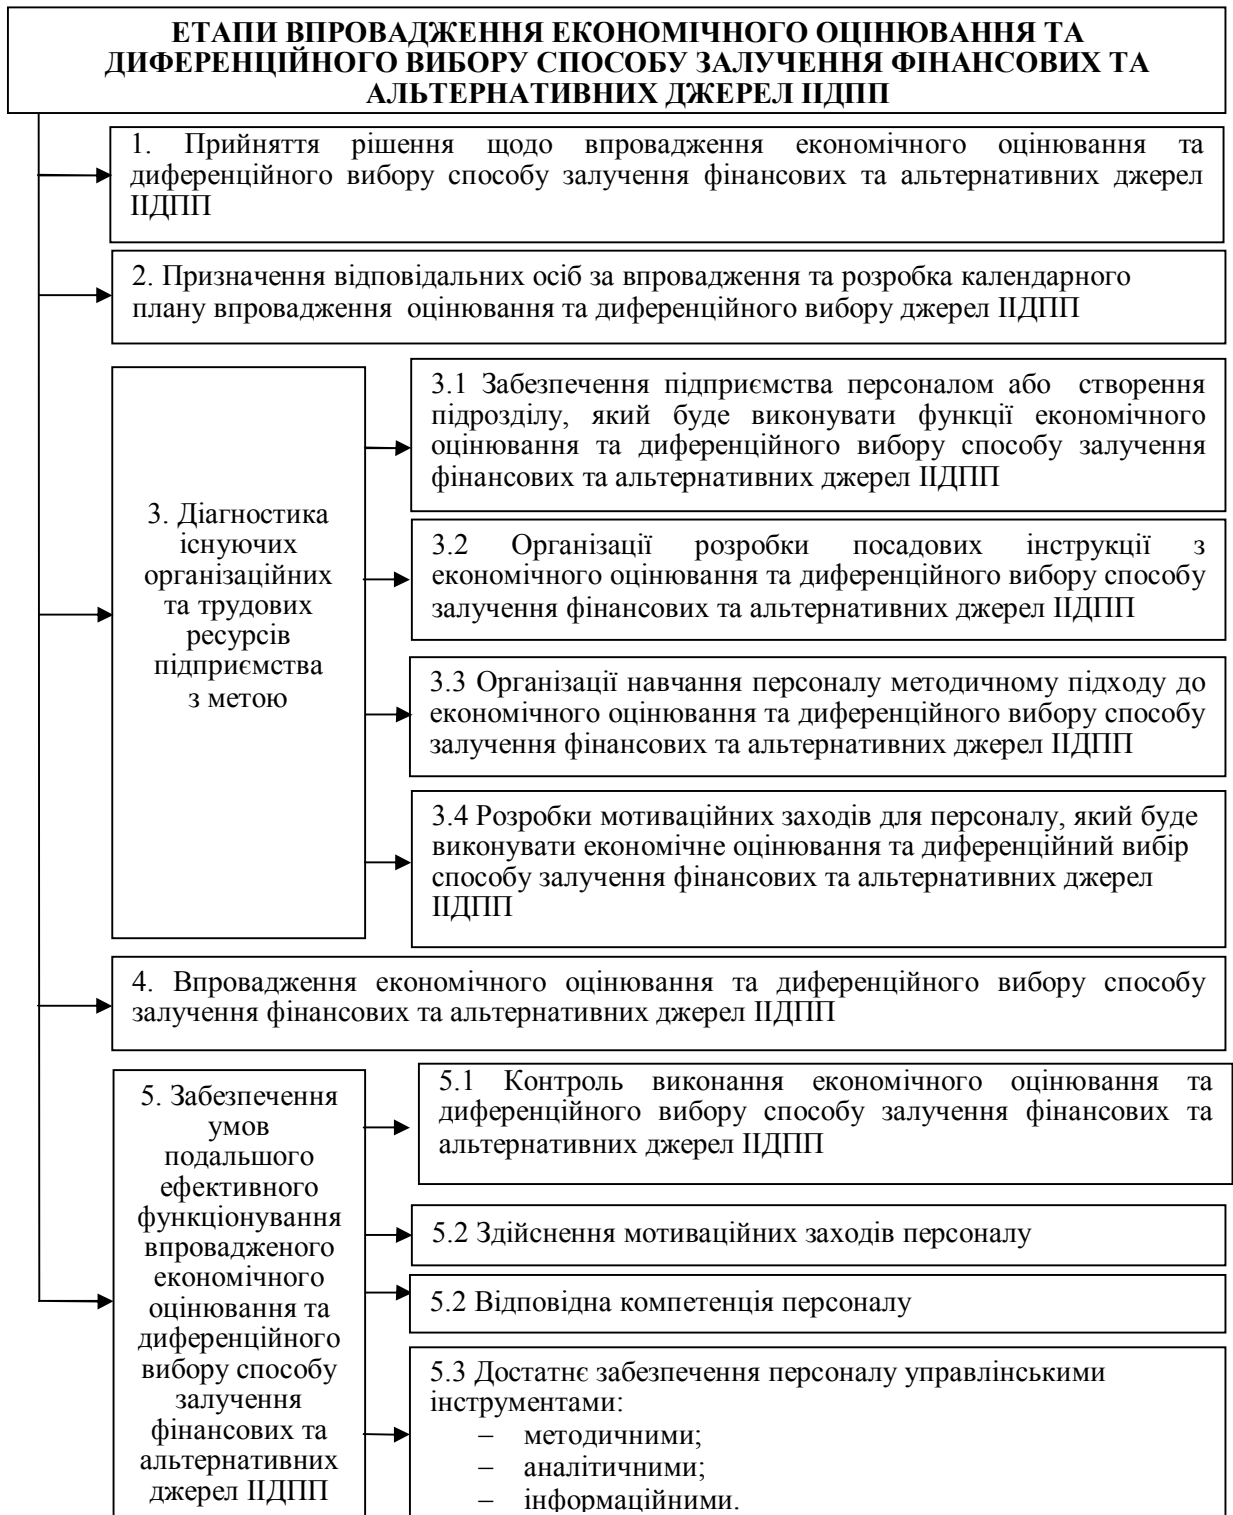 ЕТАПИ ВПРОВАДЖЕННЯ ЕКОНОМІЧНОГО ОЦІНЮВАННЯ ТА
ДИФЕРЕНЦІЙНОГО ВИБОРУ СПОСОБУ ЗАЛУЧЕННЯ ФІНАНСОВИХ ТА
АЛЬТЕРНАТИВНИХ ДЖЕРЕЛ ІІДПП
1. Прийняття рішення щодо впровадження економічного оцінювання та
диференційного вибору способу залучення фінансових та альтернативних джерел
ІІДПП
2. Призначення відповідальних осіб за впровадження та розробка календарного
плану впровадження оцінювання та диференційного вибору джерел ІІДПП
3. Діагностика
існуючих
організаційних
та трудових
ресурсів
підприємства
з метою
3.1 Забезпечення підприємства персоналом або створення
підрозділу, який буде виконувати функції економічного
оцінювання та диференційного вибору способу залучення
фінансових та альтернативних джерел ІІДПП
3.2 Організації розробки посадових інструкції з
економічного оцінювання та диференційного вибору способу
залучення фінансових та альтернативних джерел ІІДПП
3.3 Організації навчання персоналу методичному підходу до
економічного оцінювання та диференційного вибору способу
залучення фінансових та альтернативних джерел ІІДПП
3.4 Розробки мотиваційних заходів для персоналу, який буде
виконувати економічне оцінювання та диференційний вибір
способу залучення фінансових та альтернативних джерел
ІІДПП
4. Впровадження економічного оцінювання та диференційного вибору способу
залучення фінансових та альтернативних джерел ІІДПП
5. Забезпечення
умов
подальшого
ефективного
функціонування
впровадженого
економічного
оцінювання та
диференційного
вибору способу
залучення
фінансових та
альтернативних
джерел ІІДПП
5.1 Контроль виконання економічного оцінювання та
диференційного вибору способу залучення фінансових та
альтернативних джерел ІІДПП
5.2 Здійснення мотиваційних заходів персоналу
5.2 Відповідна компетенція персоналу
5.3 Достатнє забезпечення персоналу управлінськими
інструментами:
– методичними;
– аналітичними;
– інформаційними.